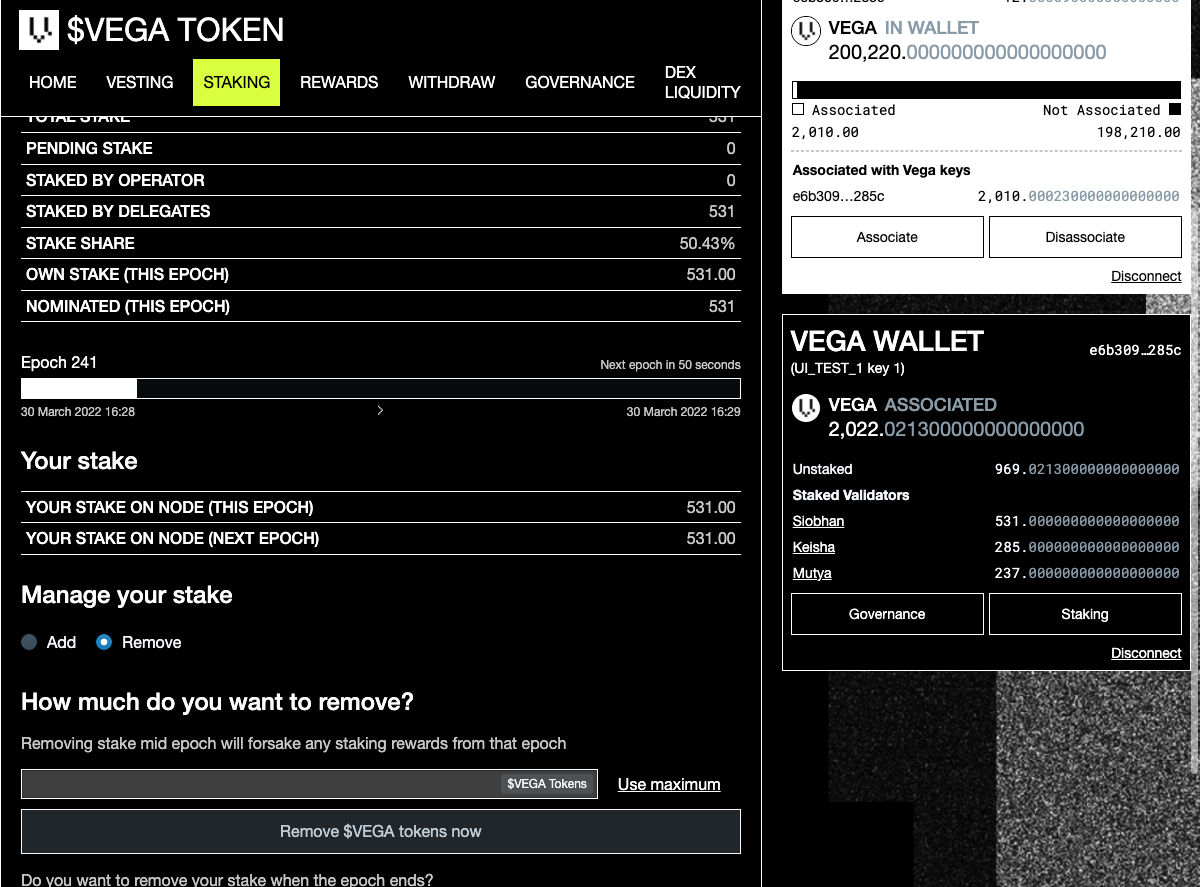 $VEGA TOKEN
HOME VESTING STAKING REWARDS WITHDRAW GOVERNANCE DEX LIQUIDITY
TOTAL STAKE 531
PENDING STAKE 0
STAKED BY OPERATOR 0
STAKED BY DELEGATES 531
STAKE SHARE 50.43%
OWN STAKE (THIS EPOCH) 531.00
NOMINATED (THIS EPOCH) 531
Epoch 241 Next epoch in 50 seconds
30 March 2022 16:28 30 March 2022 16:29
Your stake
YOUR STAKE ON NODE (THIS EPOCH) 531.00
YOUR STAKE ON NODE (NEXT EPOCH) 531.00
Manage your stake
Add Remove
How much do you want to remove?
Removing stake mid epoch will forsake any staking rewards from that epoch
$VEGA Tokens Use maximum
Remove $VEGA tokens now
Do you want to remove your stake when the epoch ends?
VEGA IN WALLET
200,220.000000000000000000
Associated Not Associated
2,010.00 198,210.00
Associated with Vega keys
e6b309…285c 2,010.000230000000000000
Associate Disassociate
Disconnect
VEGA WALLET e6b309…285c
(UI_TEST_1 key 1)
VEGA ASSOCIATED
2,022.021300000000000000
Unstaked 969.021300000000000000
Staked Validators
Siobhan 531.000000000000000000
Keisha 285.000000000000000000
Mutya 237.000000000000000000
Governance Staking
Disconnect